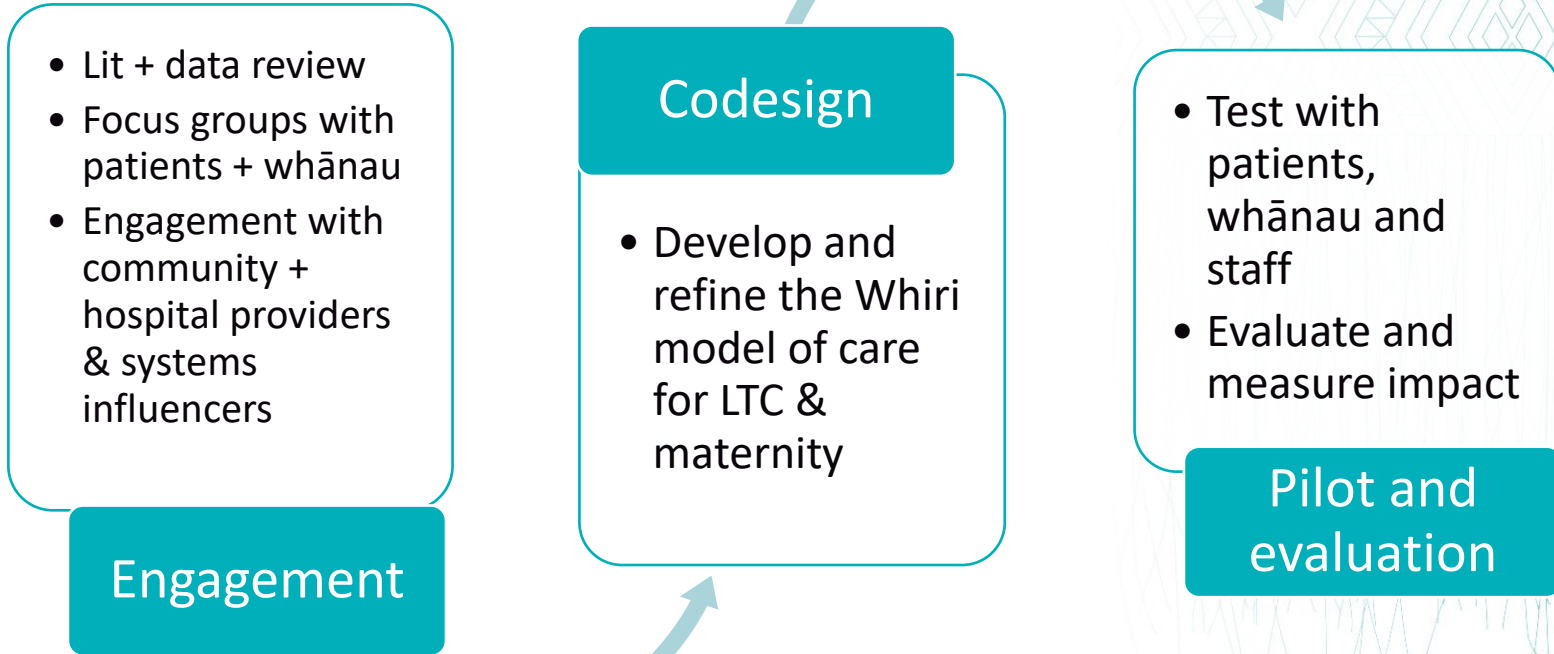 • Lit + data review
• Focus groups with
patients + whānau
• Engagement with
community +
hospital providers
& systems
influencers
Engagement
Codesign
• Develop and
refine the Whiri
model of care
for LTC &
maternity
• Test with
patients,
whānau and
staff
• Evaluate and
measure impact
Pilot and
evaluation